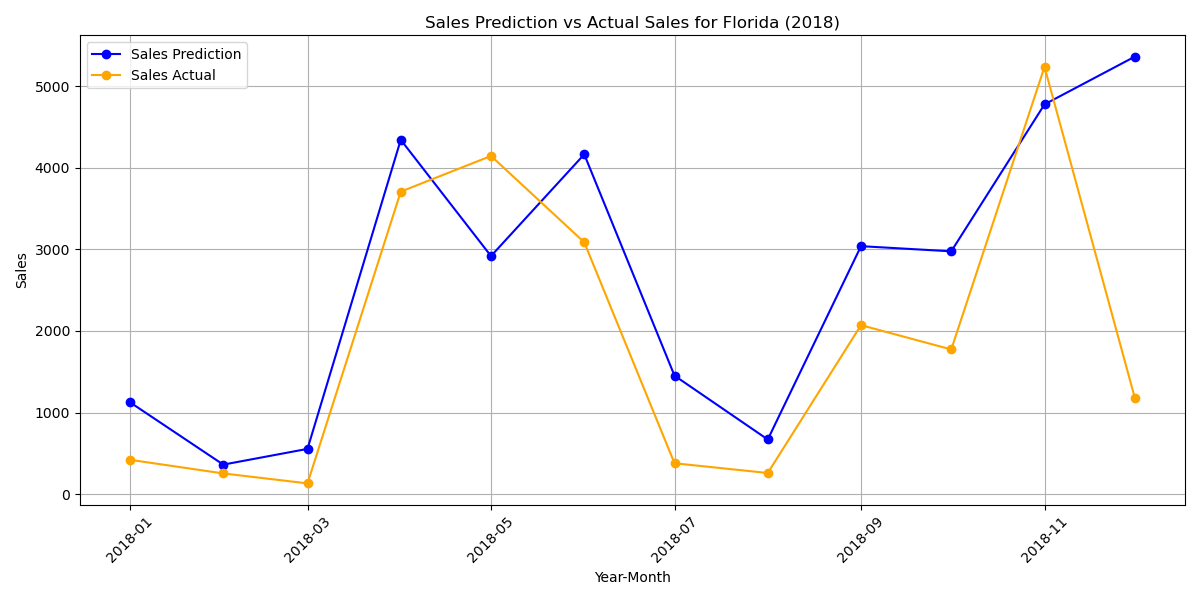 Sales Prediction vs Actual Sales for Florida (2018)
Sales Prediction
Sales Actual
5000
4000
3000
2000
1000
0
Sales
2018-01
2018-03
2018-05
2018-07
2018-09
2018-11
Year-Month